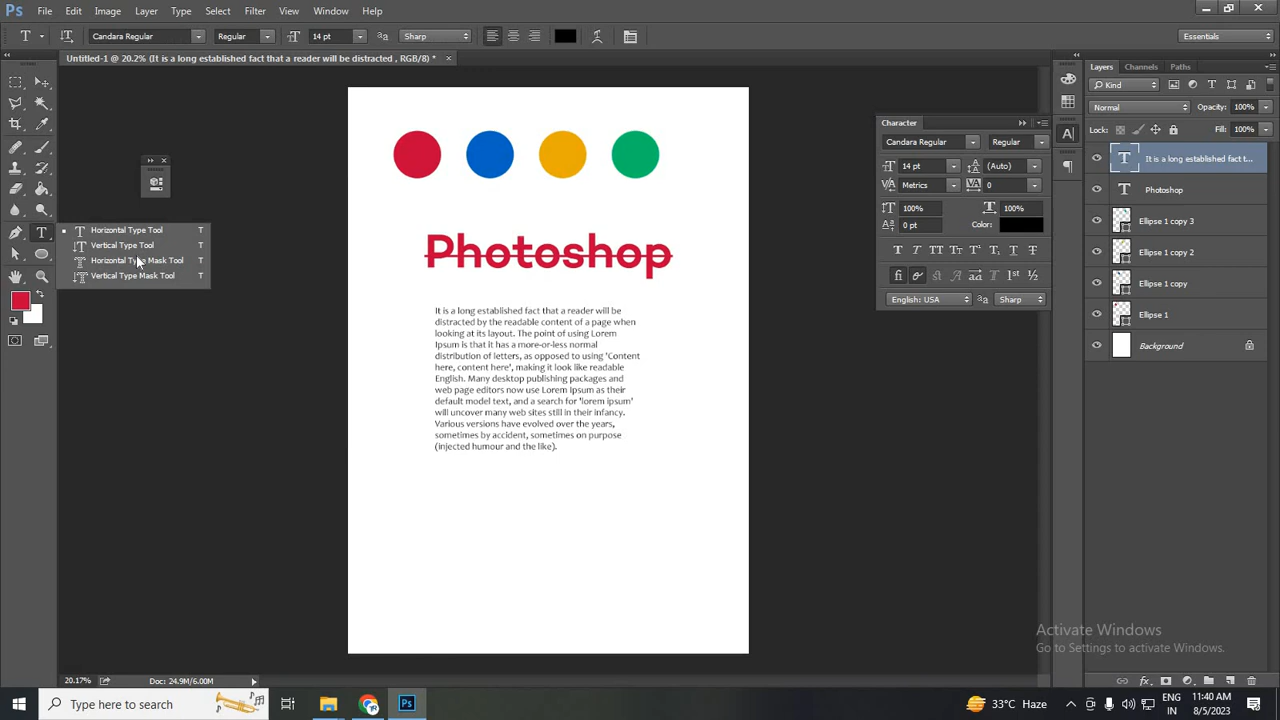 Ps File Edit Image Layer Type Select Filter View Window Help
T Candara Regular Regular 14 pt Sharp Essentials
Untitled-1 @ 20.2% (It is a long established fact that a reader will be distracted , RGB/8) *
Horizontal Type Tool T
Vertical Type Tool T
Horizontal Type Mask Tool T
Vertical Type Mask Tool T
Photoshop
It is a long established fact that a reader will be
distracted by the readable content of a page when
looking at its layout. The point of using Lorem
Ipsum is that it has a more-or-less normal
distribution of letters, as opposed to using 'Content
here, content here', making it look like readable
English. Many desktop publishing packages and
web page editors now use Lorem Ipsum as their
default model text, and a search for 'lorem ipsum'
will uncover many web sites still in their infancy.
Various versions have evolved over the years,
sometimes by accident, sometimes on purpose
(injected humour and the like).
Character
Candara Regular Regular
14 pt (Auto)
Metrics 0
100% 100%
0 pt Color:
T T TT Tr T T T T
fi 1st ½
English: USA Sharp
Layers Channels Paths
Kind
Normal Opacity: 100%
Lock: Fill: 100%
It is a long established fact t...
Photoshop
Ellipse 1 copy 3
Ellipse 1 copy 2
Ellipse 1 copy
Ellipse 1
Background
Activate Windows
Go to Settings to activate Windows.
20.17% Doc: 24.9M/6.00M
Type here to search
Ps
33°C Haze
ENG
IN
11:40 AM
8/5/2023